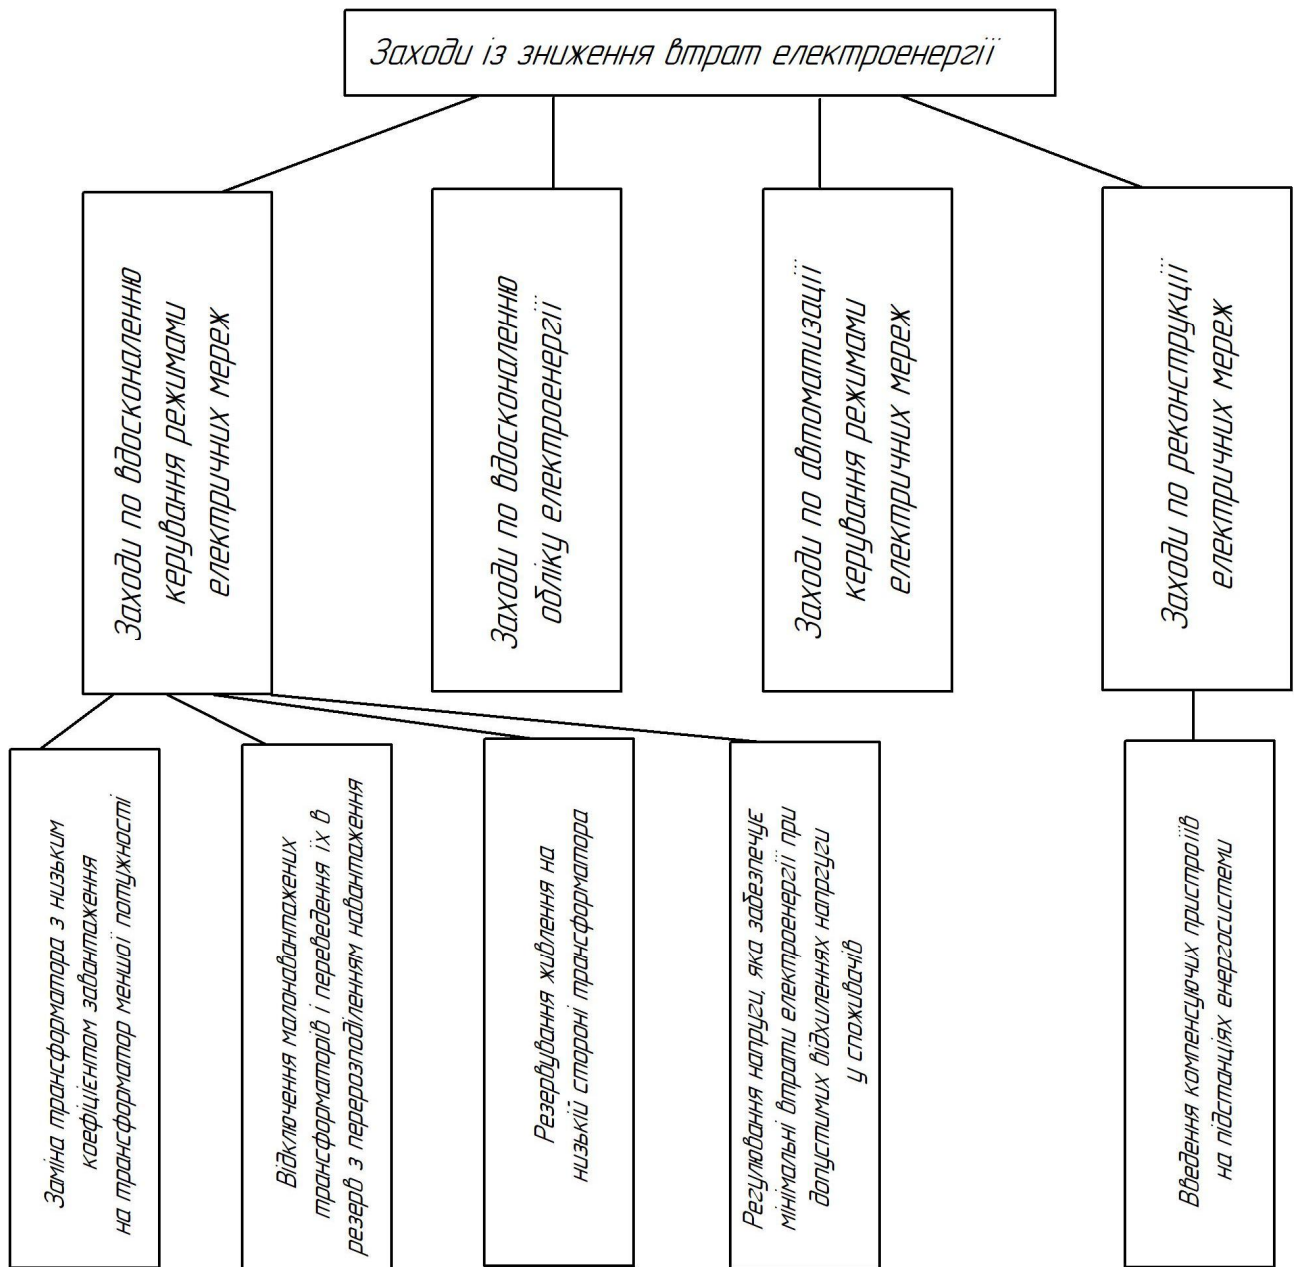 Заходи із зниження втрат електроенергії
Заходи по вдосконаленню
керування режимами
електричних мереж
Заходи по вдосконаленню
обліку електроенергії
Заходи по автоматизації
керування режимами
електричних мереж
Заходи по реконструкції
електричних мереж
Заміна трансформатора з низьким
коефіцієнтом завантаження
на трансформатор меншої потужності
Відключення малонавантажених
трансформаторів і переведення їх в
резерв з перерозподіленням навантаження
Резервування живлення на
низькій стороні трансформатора
Регулювання напруги, яка забезпечує
мінімальні втрати електроенергії при
допустимих відхиленнях напргуги
у споживачів
Введення компенсуючих пристроїв
на підстанціях енергосистеми